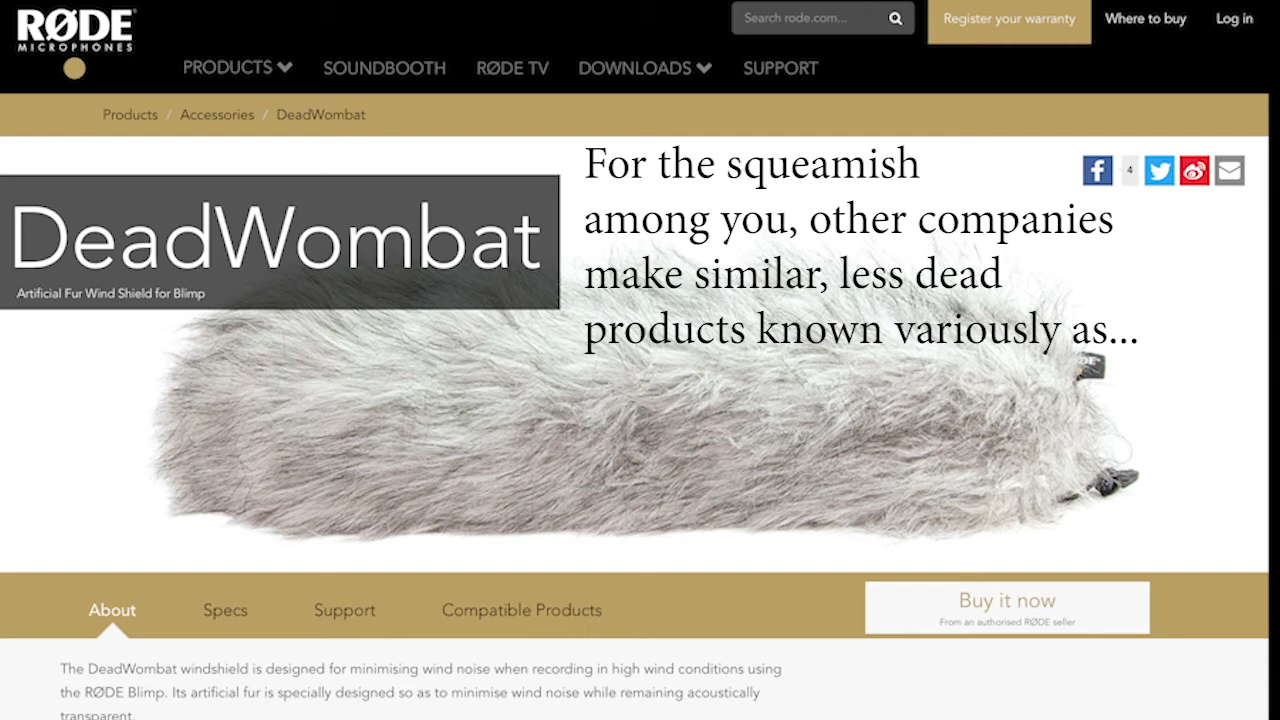 RØDE
MICROPHONES
Search rode.com...
Register your warranty
Where to buy
Log in
PRODUCTS
SOUNDBOOTH
RØDE TV
DOWNLOADS
SUPPORT
Products / Accessories / DeadWombat
For the squeamish
among you, other companies
make similar, less dead
products known variously as...
4
DeadWombat
Artificial Fur Wind Shield for Blimp
About
Specs
Support
Compatible Products
Buy it now
From an authorised RØDE seller
The DeadWombat windshield is designed for minimising wind noise when recording in high wind conditions using
the RØDE Blimp. Its artificial fur is specially designed so as to minimise wind noise while remaining acoustically
transparent.